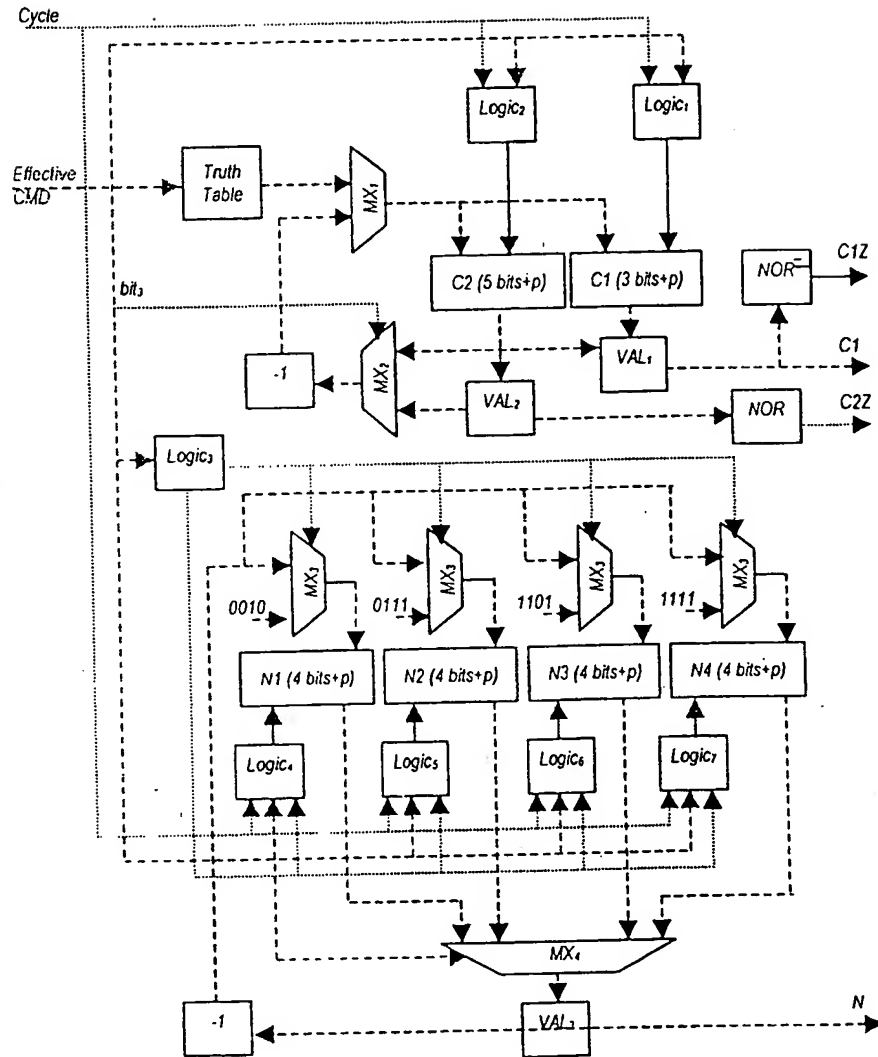 Cycle
Logic₂
Logic₁
Effective
CMD
Truth
Table
MX₁
C2 (5 bits+p)
C1 (3 bits+p)
NOR
C1Z
bit₃
-1
MX₂
VAL₁
C1
VAL₂
NOR
C2Z
Logic₃
MX₃
MX₃
MX₃
MX₃
0010
0111
1101
1111
N1 (4 bits+p)
N2 (4 bits+p)
N3 (4 bits+p)
N4 (4 bits+p)
Logic₄
Logic₅
Logic₆
Logic₇
MX₄
-1
VAL₃
N